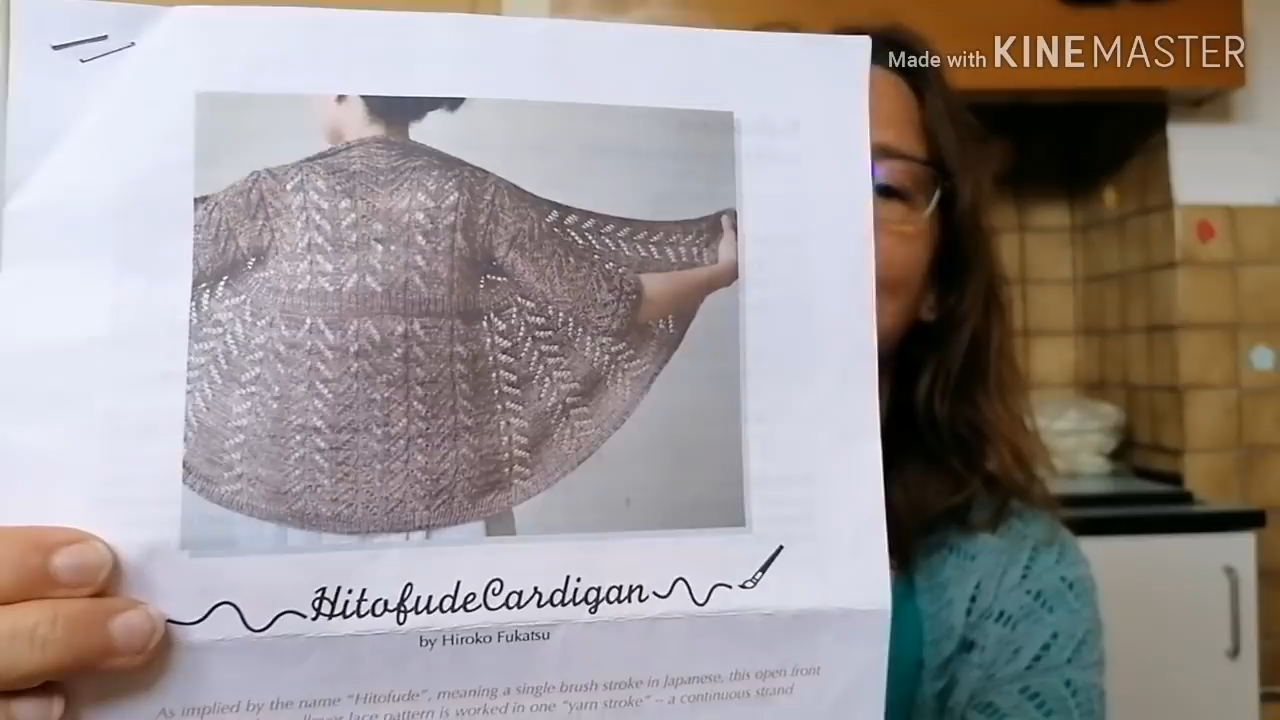 Made with KINEMASTER
HitofudeCardigan
by Hiroko Fukatsu
As implied by the name "Hitofude", meaning a single brush stroke in Japanese, this open front
lace pattern is worked in one "yarn stroke" – a continuous strand